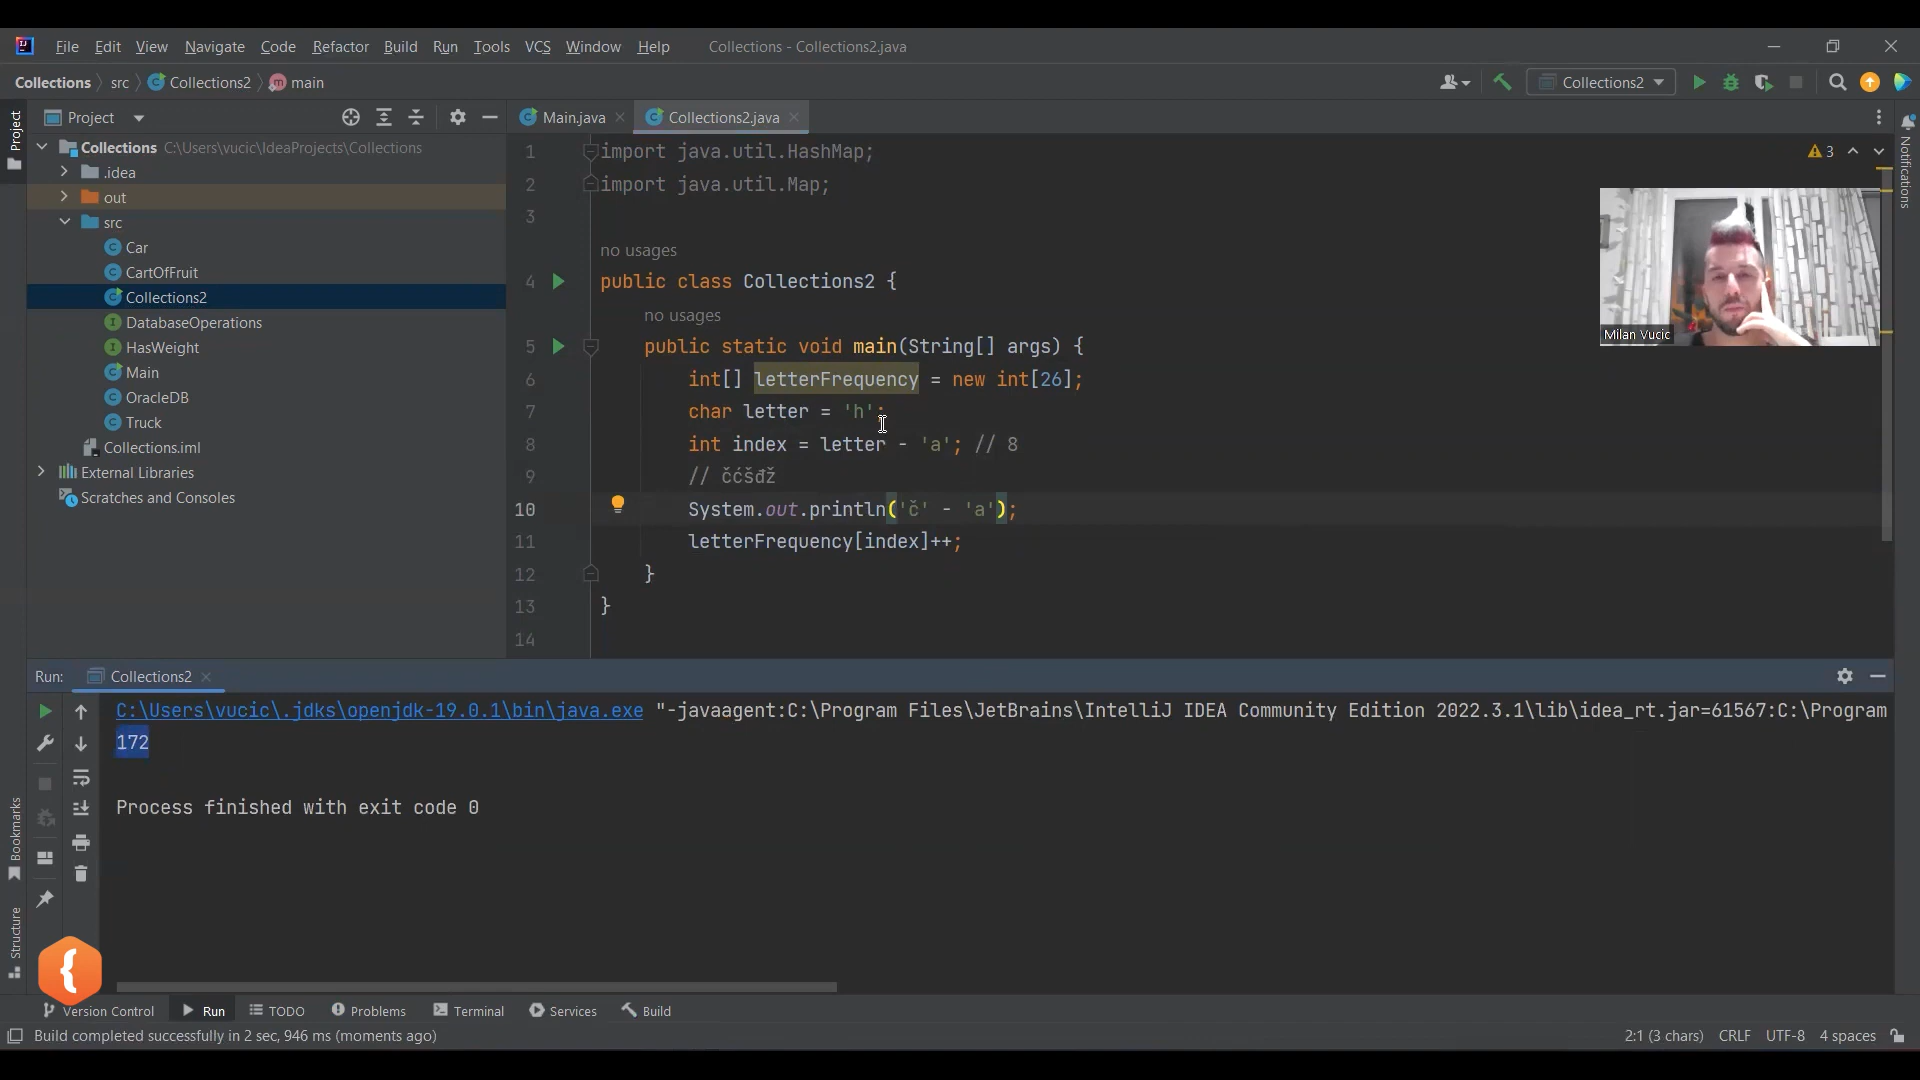 File Edit View Navigate Code Refactor Build Run Tools VCS Window Help Collections - Collections2.java
Collections src Collections2 main Collections2
Project Main.java Collections2.java
Project
Notifications
Bookmarks
Structure
Collections C:\Users\vucic\IdeaProjects\Collections
.idea
out
src
Car
CartOfFruit
Collections2
DatabaseOperations
HasWeight
Main
OracleDB
Truck
Collections.iml
External Libraries
Scratches and Consoles
3
1 import java.util.HashMap;
2 import java.util.Map;
3
no usages
4 public class Collections2 {
no usages
5 public static void main(String[] args) {
6 int[] letterFrequency = new int[26];
7 char letter = 'h';
8 int index = letter - 'a'; // 8
9 // čćšđž
10 System.out.println('č' - 'a');
11 letterFrequency[index]++;
12 }
13 }
14
Milan Vucic
Run: Collections2
C:\Users\vucic\.jdks\openjdk-19.0.1\bin\java.exe "-javaagent:C:\Program Files\JetBrains\IntelliJ IDEA Community Edition 2022.3.1\lib\idea_rt.jar=61567:C:\Program
172
Process finished with exit code 0
Version Control Run TODO Problems Terminal Services Build
Build completed successfully in 2 sec, 946 ms (moments ago) 2:1 (3 chars) CRLF UTF-8 4 spaces